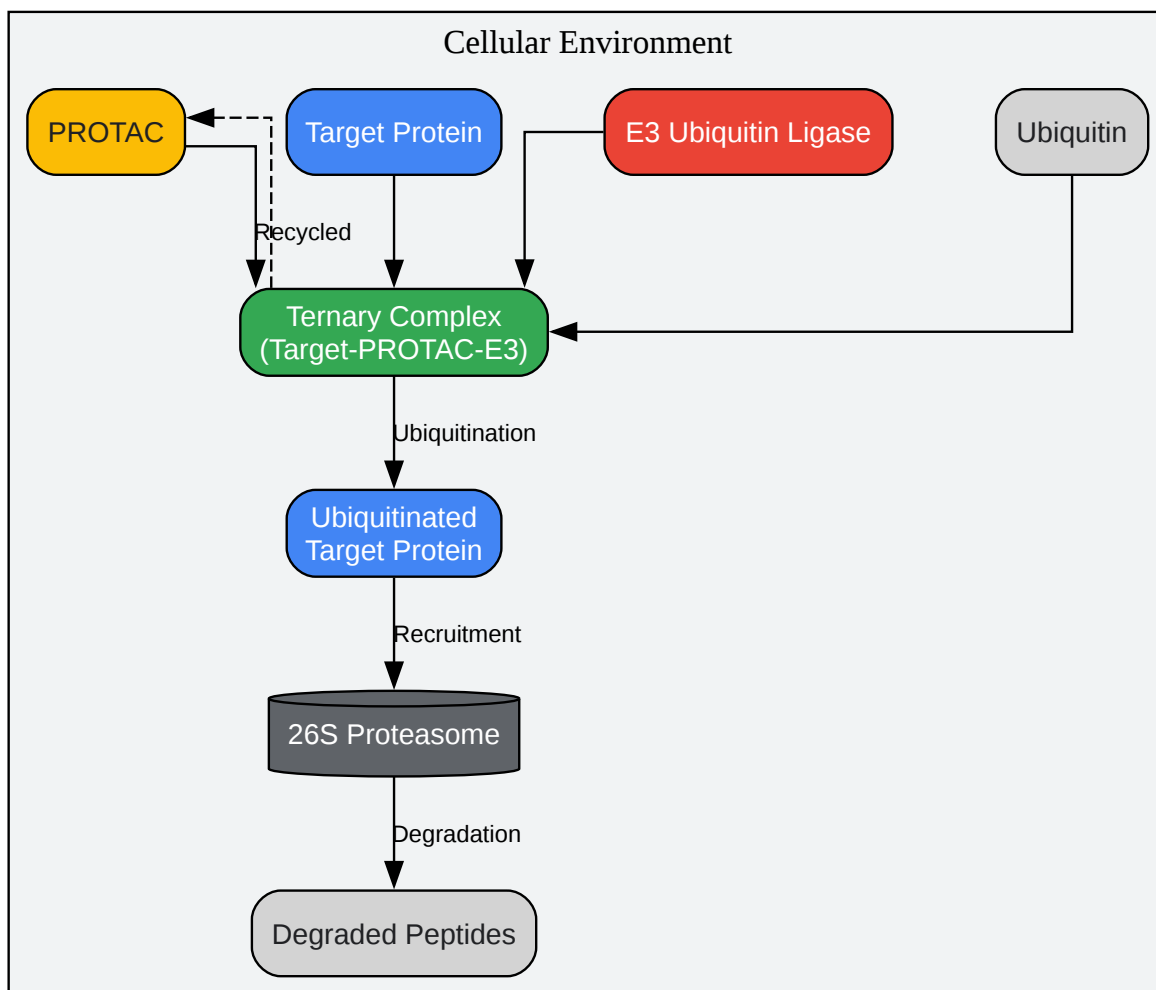 Cellular Environment
PROTAC
Target Protein
E3 Ubiquitin Ligase
Ubiquitin
Recycled
Ternary Complex
(Target-PROTAC-E3)
Ubiquitination
Ubiquitinated
Target Protein
Recruitment
26S Proteasome
Degradation
Degraded Peptides